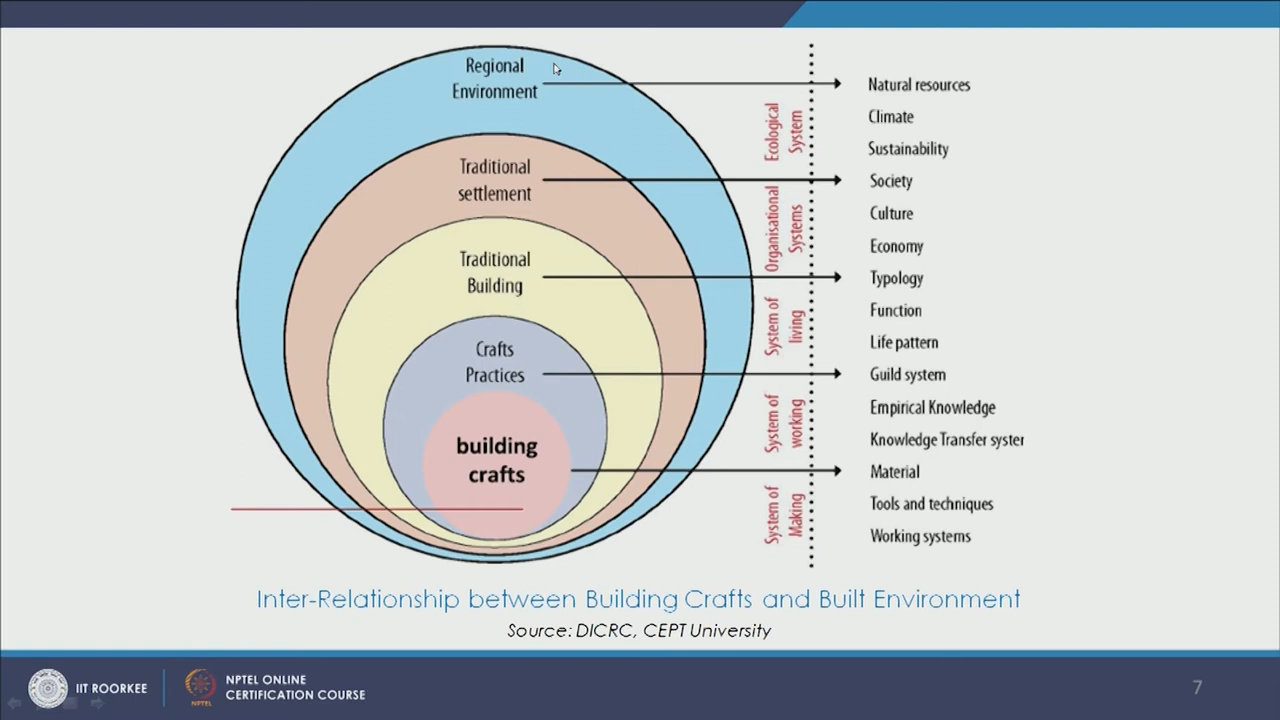 Regional
Environment
Traditional
settlement
Traditional
Building
Crafts
Practices
building
crafts
Ecological
System
Organisational
Systems
System of
living
System of
working
System of
Making
Natural resources
Climate
Sustainability
Society
Culture
Economy
Typology
Function
Life pattern
Guild system
Empirical Knowledge
Knowledge Transfer syster
Material
Tools and techniques
Working systems
Inter-Relationship between Building Crafts and Built Environment
Source: DICRC, CEPT University
IIT ROORKEE
NPTEL
NPTEL ONLINE
CERTIFICATION COURSE
7